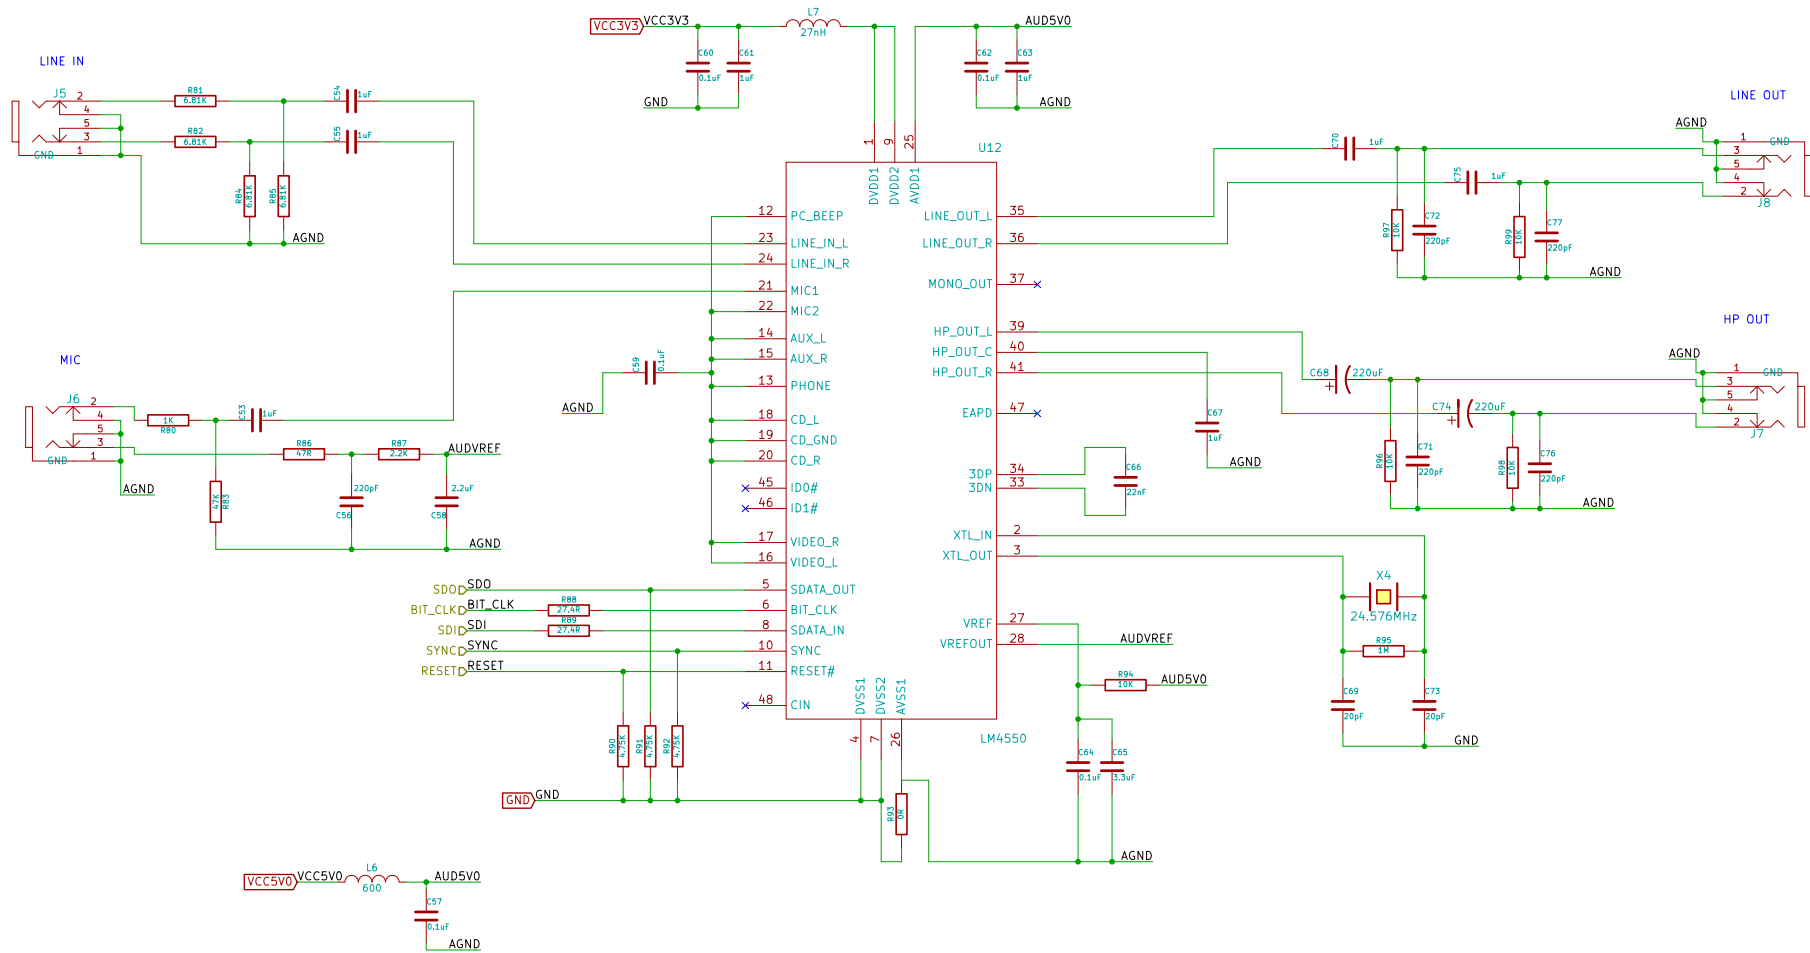 L7
27nH
VCC3V3
VCC3V3
C60
0.1uF
C61
1uF
GND
AUD5V0
C62
0.1uF
C63
1uF
AGND
LINE IN
J5
2
4
5
3
1
GND
R81
6.81K
R82
6.81K
R84
6.81K
R85
6.81K
C54
1uF
C55
1uF
AGND
MIC
J6
2
4
5
3
1
GND
AGND
1K
R80
C53
1uF
R86
47R
R87
2.2K
AUDVREF
47K
R83
220pF
C56
2.2uF
C58
AGND
C59
0.1uF
AGND
U12
LM4550
1
DVDD1
9
DVDD2
25
AVDD1
12 PC_BEEP
23 LINE_IN_L
24 LINE_IN_R
21 MIC1
22 MIC2
14 AUX_L
15 AUX_R
13 PHONE
18 CD_L
19 CD_GND
20 CD_R
45 ID0#
46 ID1#
17 VIDEO_R
16 VIDEO_L
5 SDATA_OUT
6 BIT_CLK
8 SDATA_IN
10 SYNC
11 RESET#
48 CIN
LINE_OUT_L 35
LINE_OUT_R 36
MONO_OUT 37
HP_OUT_L 39
HP_OUT_C 40
HP_OUT_R 41
EAPD 47
3DP 34
3DN 33
XTL_IN 2
XTL_OUT 3
VREF 27
VREFOUT 28
DVSS1
4
DVSS2
7
AVSS1
26
SDO
SDO
BIT_CLK
BIT_CLK
SDI
SDI
SYNC
SYNC
RESET
RESET
R88
27.4R
R89
27.4R
R90
4.75K
R91
4.75K
R92
4.75K
GND
GND
R93
0R
AUDVREF
R94
10K
AUD5V0
C64
0.1uF
C65
3.3uF
AGND
C66
22nF
C67
1uF
AGND
X4
24.576MHz
R95
1M
C69
20pF
C73
20pF
GND
LINE OUT
C70
1uF
C75
1uF
R97
10K
C72
220pF
R99
10K
C77
220pF
AGND
AGND
1
3
5
4
2
GND
J8
HP OUT
C68
220uF
C74
220uF
R96
10K
C71
220pF
R98
10K
C76
220pF
AGND
AGND
1
3
5
4
2
GND
J7
VCC5V0
VCC5V0
L6
600
AUD5V0
C57
0.1uF
AGND